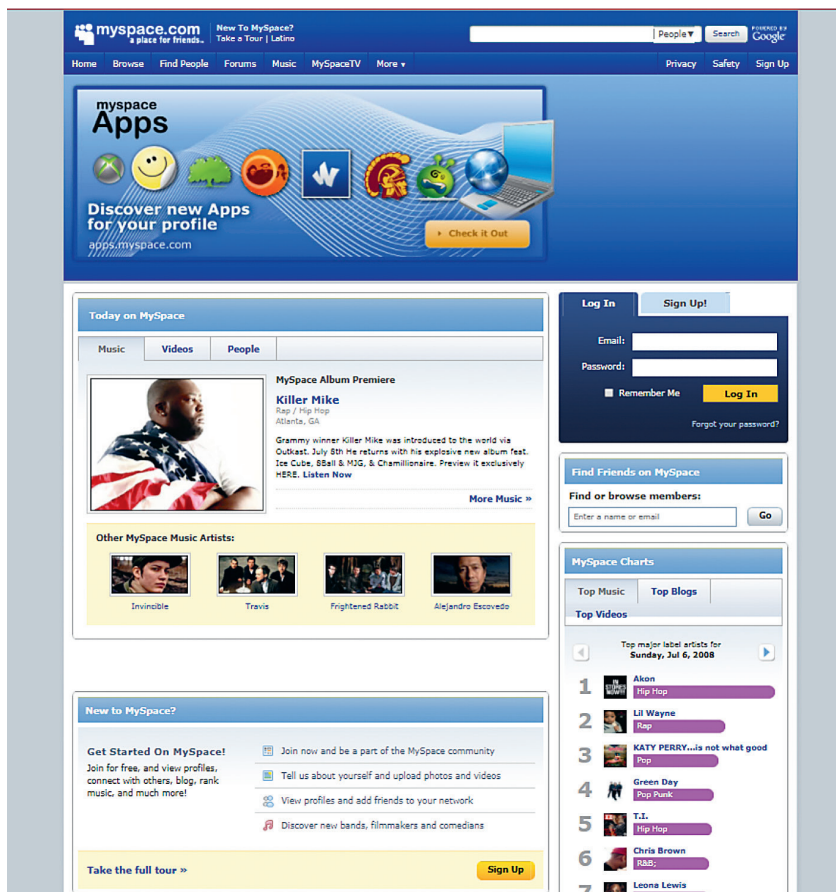 myspace.com
a place for friends.
New To MySpace?
Take a Tour | Latino
People▼
Search
POWERED BY
Google
Home Browse Find People Forums Music MySpaceTV More ▾
Privacy Safety Sign Up
myspace
Apps
Discover new Apps
for your profile
apps.myspace.com
Check it Out
Today on MySpace
Music Videos People
MySpace Album Premiere
Killer Mike
Rap / Hip Hop
Atlanta, GA
Grammy winner Killer Mike was introduced to the world via
Outkast. July 8th He returns with his explosive new album feat.
Ice Cube, 8Ball & MJG, & Chamillionaire. Preview it exclusively
HERE. Listen Now
More Music »
Other MySpace Music Artists:
Invincible Travis Frightened Rabbit Alejandro Escovedo
New to MySpace?
Get Started On MySpace!
Join for free, and view profiles,
connect with others, blog, rank
music, and much more!
Join now and be a part of the MySpace community
Tell us about yourself and upload photos and videos
View profiles and add friends to your network
Discover new bands, filmmakers and comedians
Take the full tour »
Sign Up
Log In Sign Up!
Email:
Password:
Remember Me
Log In
Forgot your password?
Find Friends on MySpace
Find or browse members:
Enter a name or email
Go
MySpace Charts
Top Music Top Blogs
Top Videos
Top major label artists for
Sunday, Jul 6, 2008
1 Akon
Hip Hop
2 Lil Wayne
Rap
3 KATY PERRY...is not what good
Pop
4 Green Day
Pop Punk
5 T.I.
Hip Hop
6 Chris Brown
R&B;
7 Leona Lewis